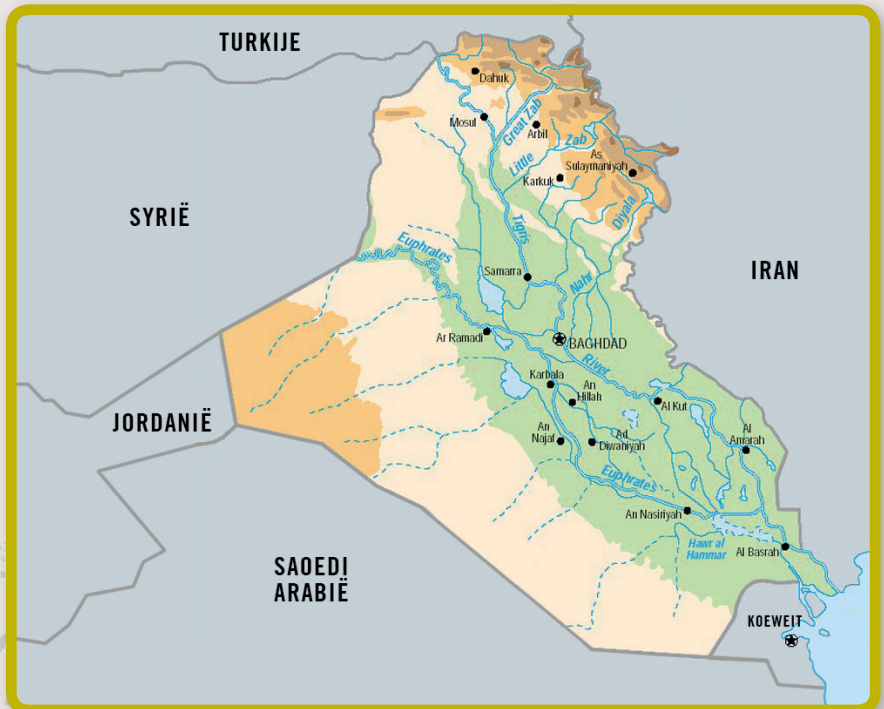 TURKIJE
Dahuk
Mosul
Great Zab
Arbil
Zab
Little
As
Sulaymaniyah
Karkuk
SYRIË
Tigris
Diyala
Euphrates
IRAN
Samarra
Nahr
Ar Ramadi
BAGHDAD
River
Karbala
An
Hillah
Al Kut
JORDANIË
An
Najaf
Ad
Diwaniyah
Al
Amarah
Euphrates
An Nasiriyah
Hawr al
Hammar
Al Basrah
SAOEDI
ARABIË
KOEWEIT